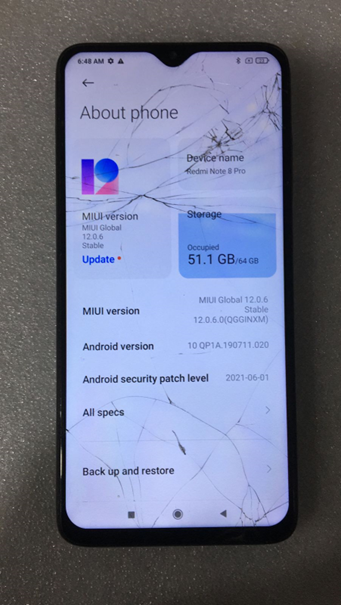 6:48 AM
About phone
12
Device name
Redmi Note 8 Pro
MIUI version
MIUI Global
12.0.6
Stable
Update
Storage
Occupied
51.1 GB/64 GB
MIUI version
MIUI Global 12.0.6
Stable
12.0.6.0(QGGINXM)
Android version
10 QP1A.190711.020
Android security patch level
2021-06-01
All specs
Back up and restore